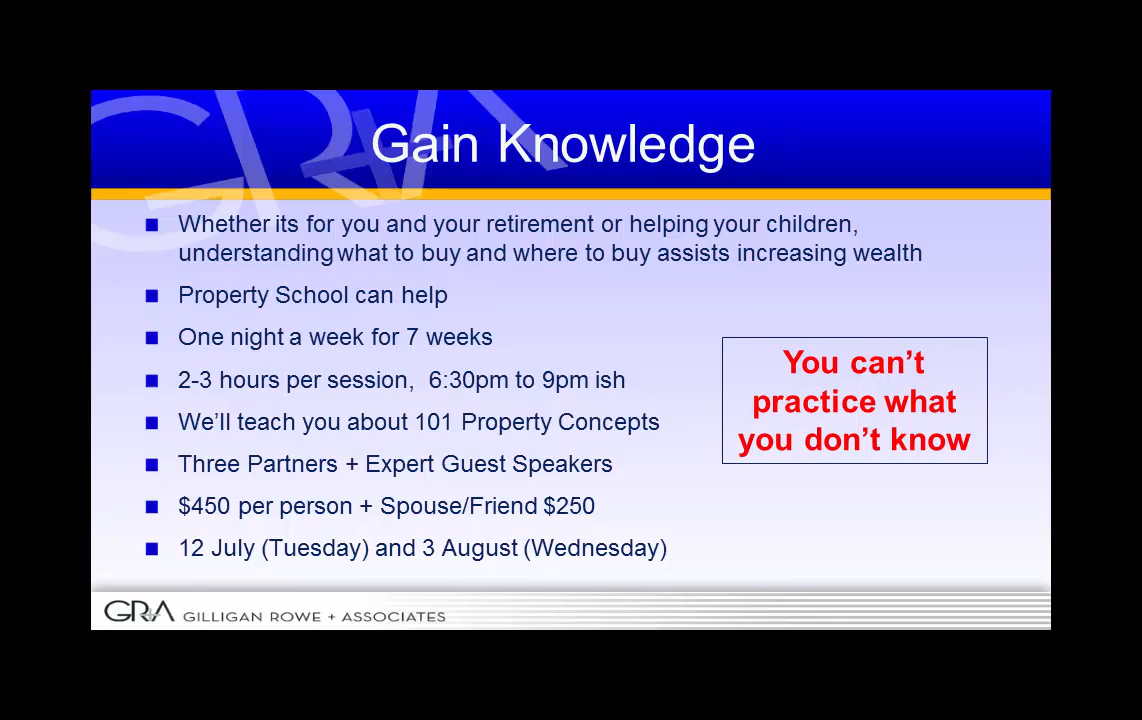 Gain Knowledge
Whether its for you and your retirement or helping your children,
understanding what to buy and where to buy assists increasing wealth
Property School can help
One night a week for 7 weeks
2-3 hours per session, 6:30pm to 9pm ish
We'll teach you about 101 Property Concepts
Three Partners + Expert Guest Speakers
$450 per person + Spouse/Friend $250
12 July (Tuesday) and 3 August (Wednesday)
You can't
practice what
you don't know
GRA GILLIGAN ROWE + ASSOCIATES